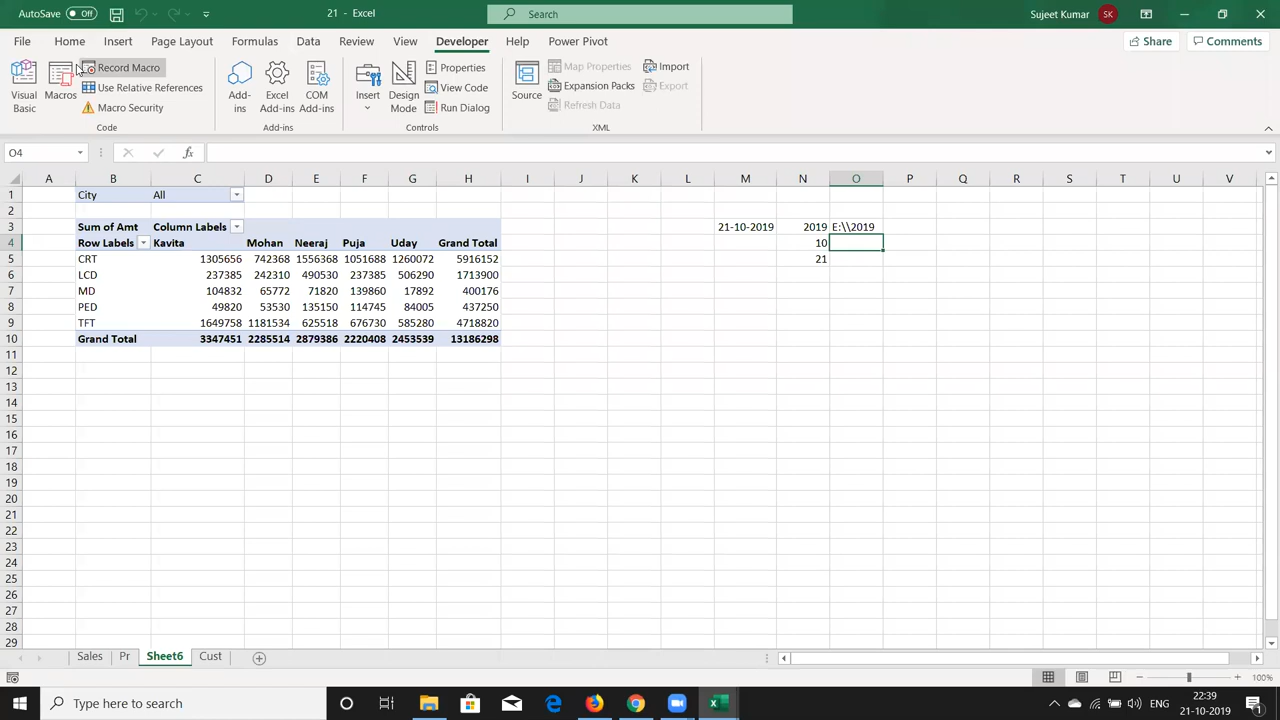 AutoSave Off
21 - Excel
Search
Sujeet Kumar SK
File Home Insert Page Layout Formulas Data Review View Developer Help Power Pivot
Share Comments
Visual Basic
Macros
Record Macro
Use Relative References
Macro Security
Code
Add-ins
Excel Add-ins
COM Add-ins
Add-ins
Insert
Design Mode
Properties
View Code
Run Dialog
Controls
Source
Map Properties
Expansion Packs
Refresh Data
Import
Export
XML
O4 fx
A B C D E F G H I J K L M N O P Q R S T U V
1 City All
2
3 Sum of Amt Column Labels 21-10-2019 2019 E:\\2019
4 Row Labels Kavita Mohan Neeraj Puja Uday Grand Total 10
5 CRT 1305656 742368 1556368 1051688 1260072 5916152 21
6 LCD 237385 242310 490530 237385 506290 1713900
7 MD 104832 65772 71820 139860 17892 400176
8 PED 49820 53530 135150 114745 84005 437250
9 TFT 1649758 1181534 625518 676730 585280 4718820
10 Grand Total 3347451 2285514 2879386 2220408 2453539 13186298
11
12
13
14
15
16
17
18
19
20
21
22
23
24
25
26
27
28
29
Sales Pr Sheet6 Cust
100%
Type here to search
ENG
22:39
21-10-2019